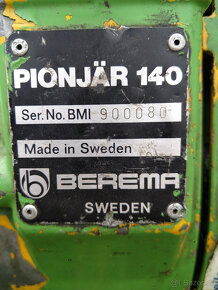 PIONJÄR 140
Ser. No. BMI 900080
Made in Sweden
BEREMA
SWEDEN